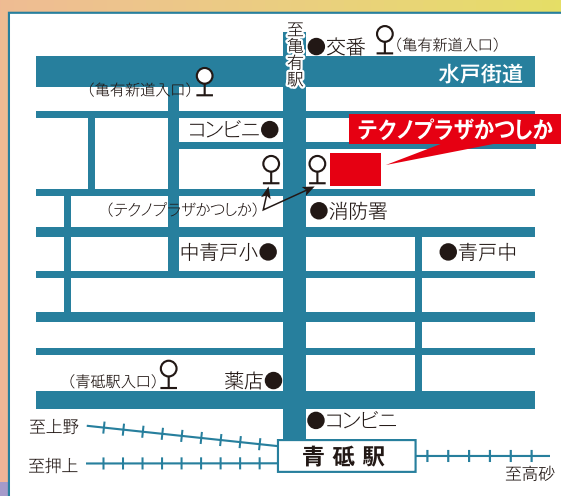 至亀有駅
交番
(亀有新道入口)
水戸街道
(亀有新道入口)
コンビニ
テクノプラザかつしか
(テクノプラザかつしか)
消防署
中青戸小
青戸中
(青砥駅入口)
薬店
コンビニ
至上野
青砥駅
至押上
至高砂